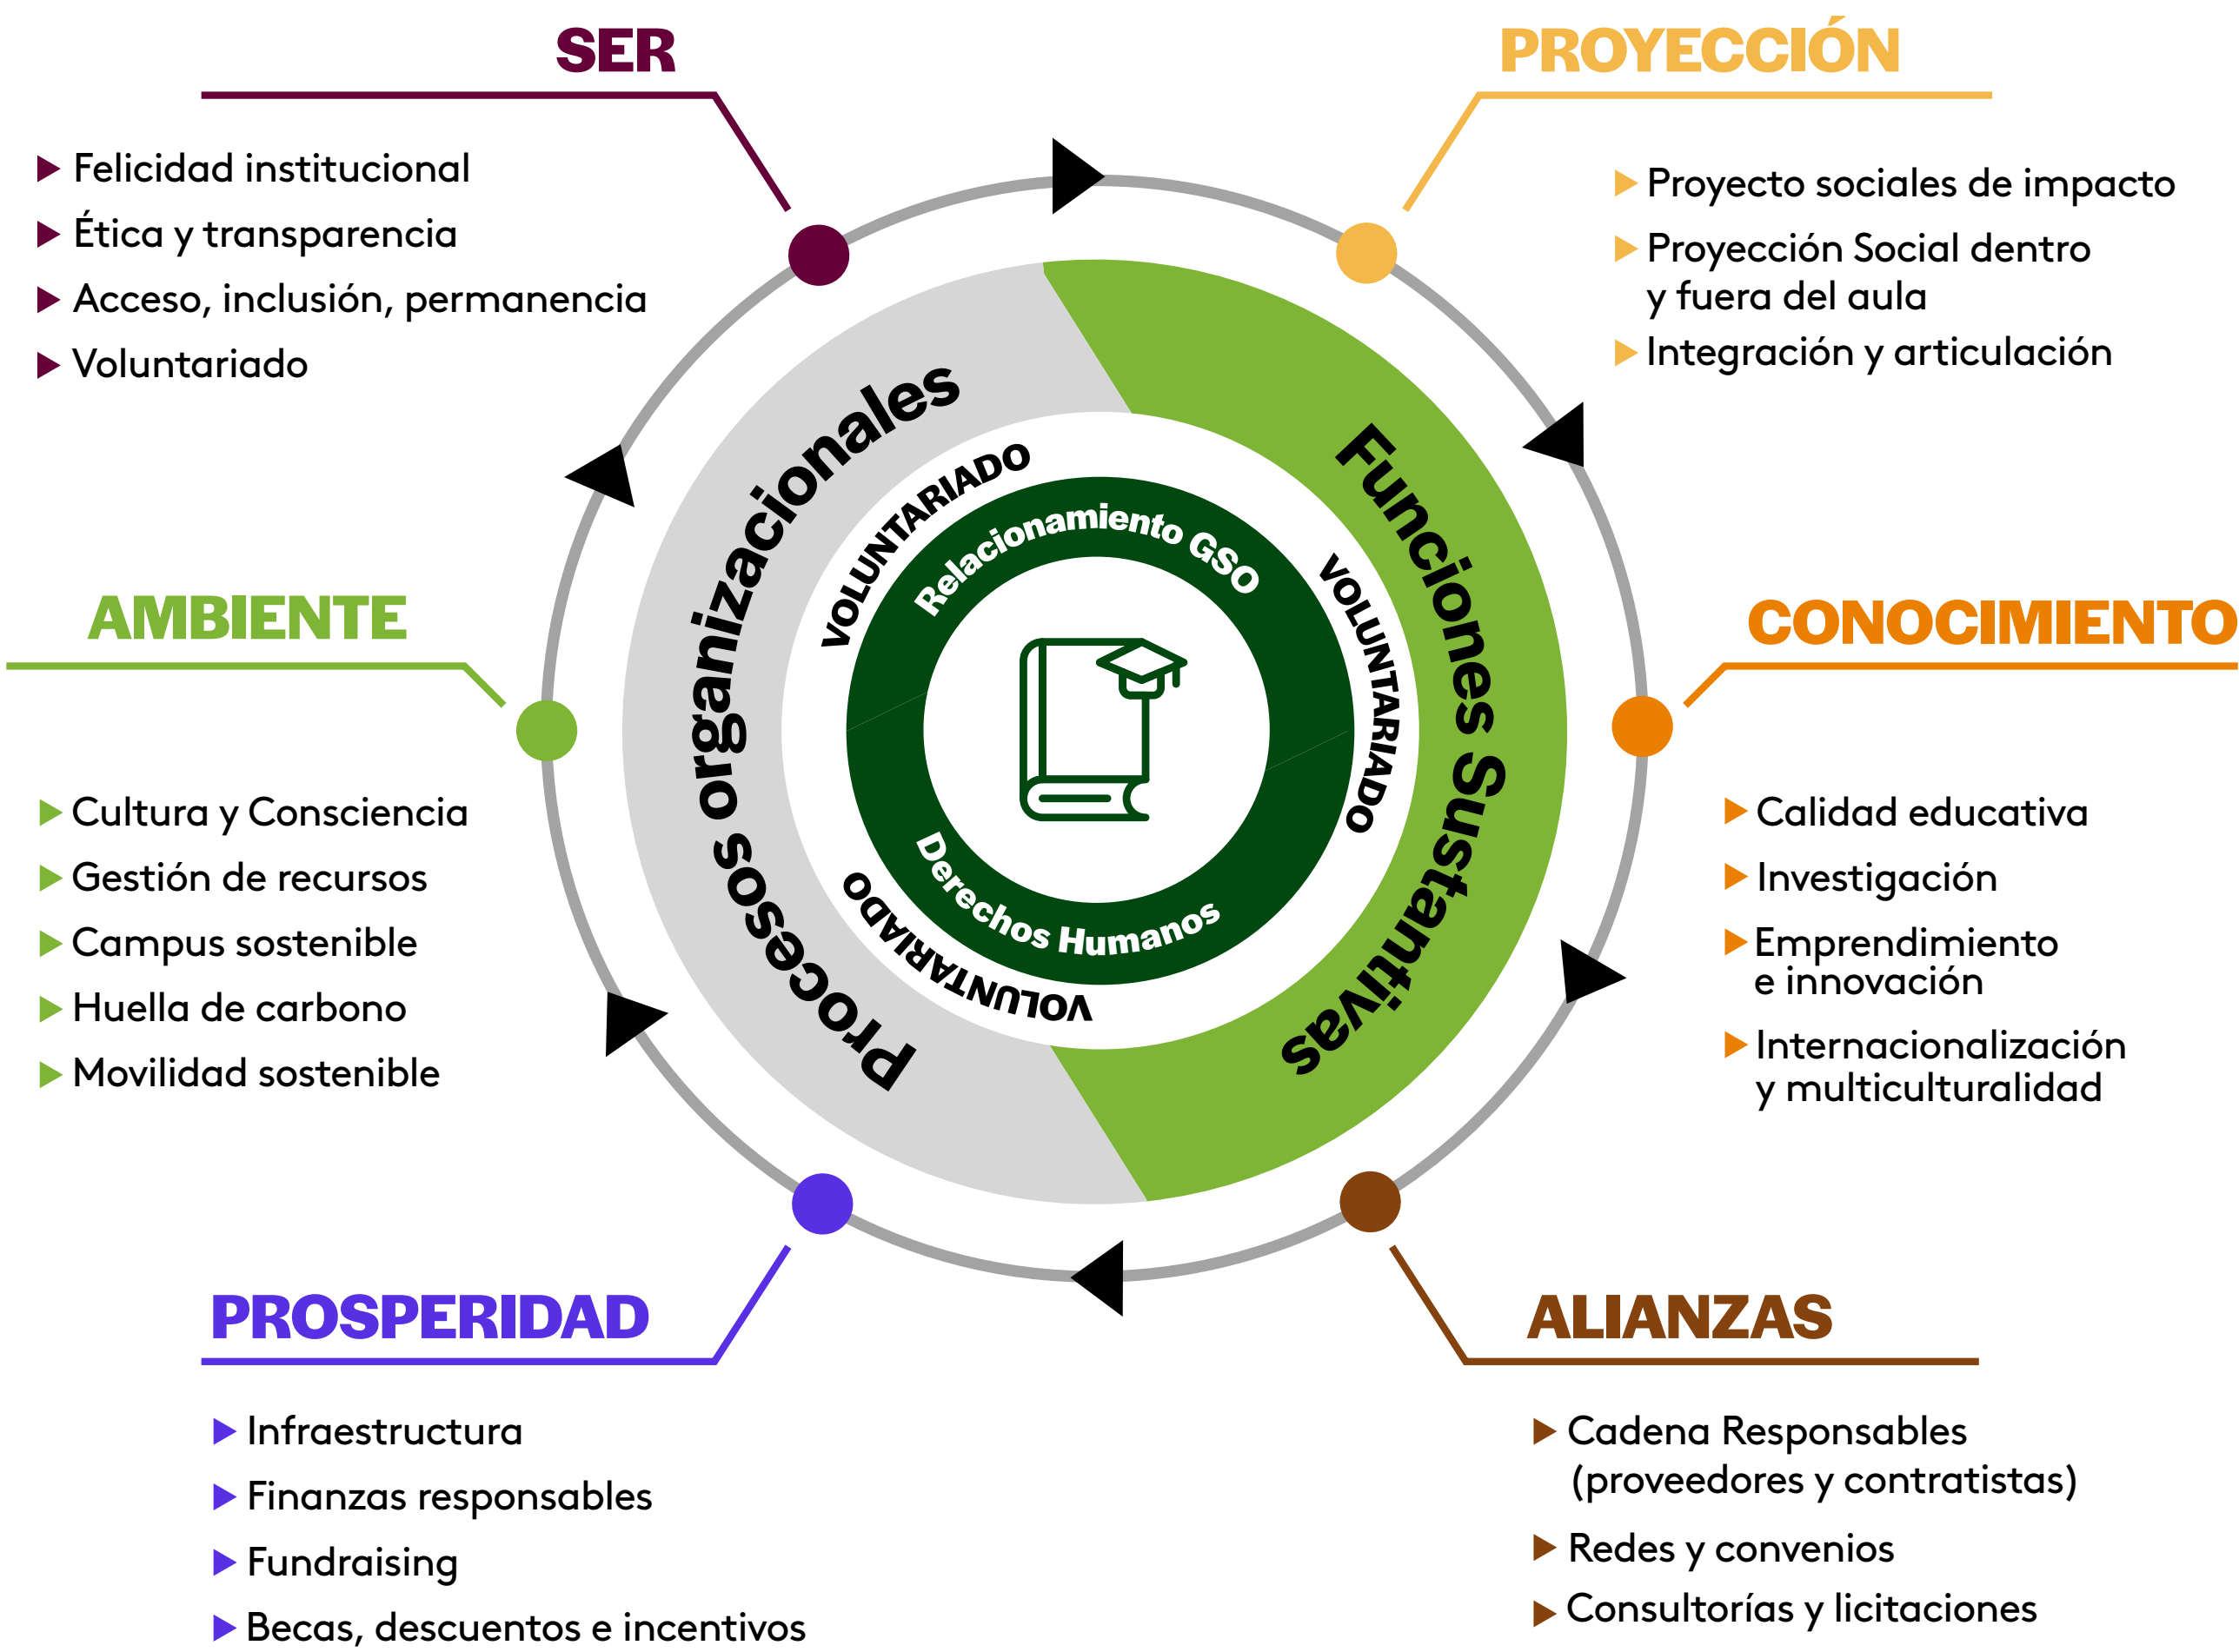 SER
Felicidad institucional
Ética y transparencia
Acceso, inclusión, permanencia
Voluntariado
PROYECCIÓN
Proyecto sociales de impacto
Proyección Social dentro
y fuera del aula
Integración y articulación
AMBIENTE
Cultura y Consciencia
Gestión de recursos
Campus sostenible
Huella de carbono
Movilidad sostenible
Procesos organizacionales
Funciones Sustantivas
VOLUNTARIADO
VOLUNTARIADO
VOLUNTARIADO
Relacionamiento GSO
Derechos Humanos
CONOCIMIENTO
Calidad educativa
Investigación
Emprendimiento
e innovación
Internacionalización
y multiculturalidad
PROSPERIDAD
Infraestructura
Finanzas responsables
Fundraising
Becas, descuentos e incentivos
ALIANZAS
Cadena Responsables
(proveedores y contratistas)
Redes y convenios
Consultorías y licitaciones